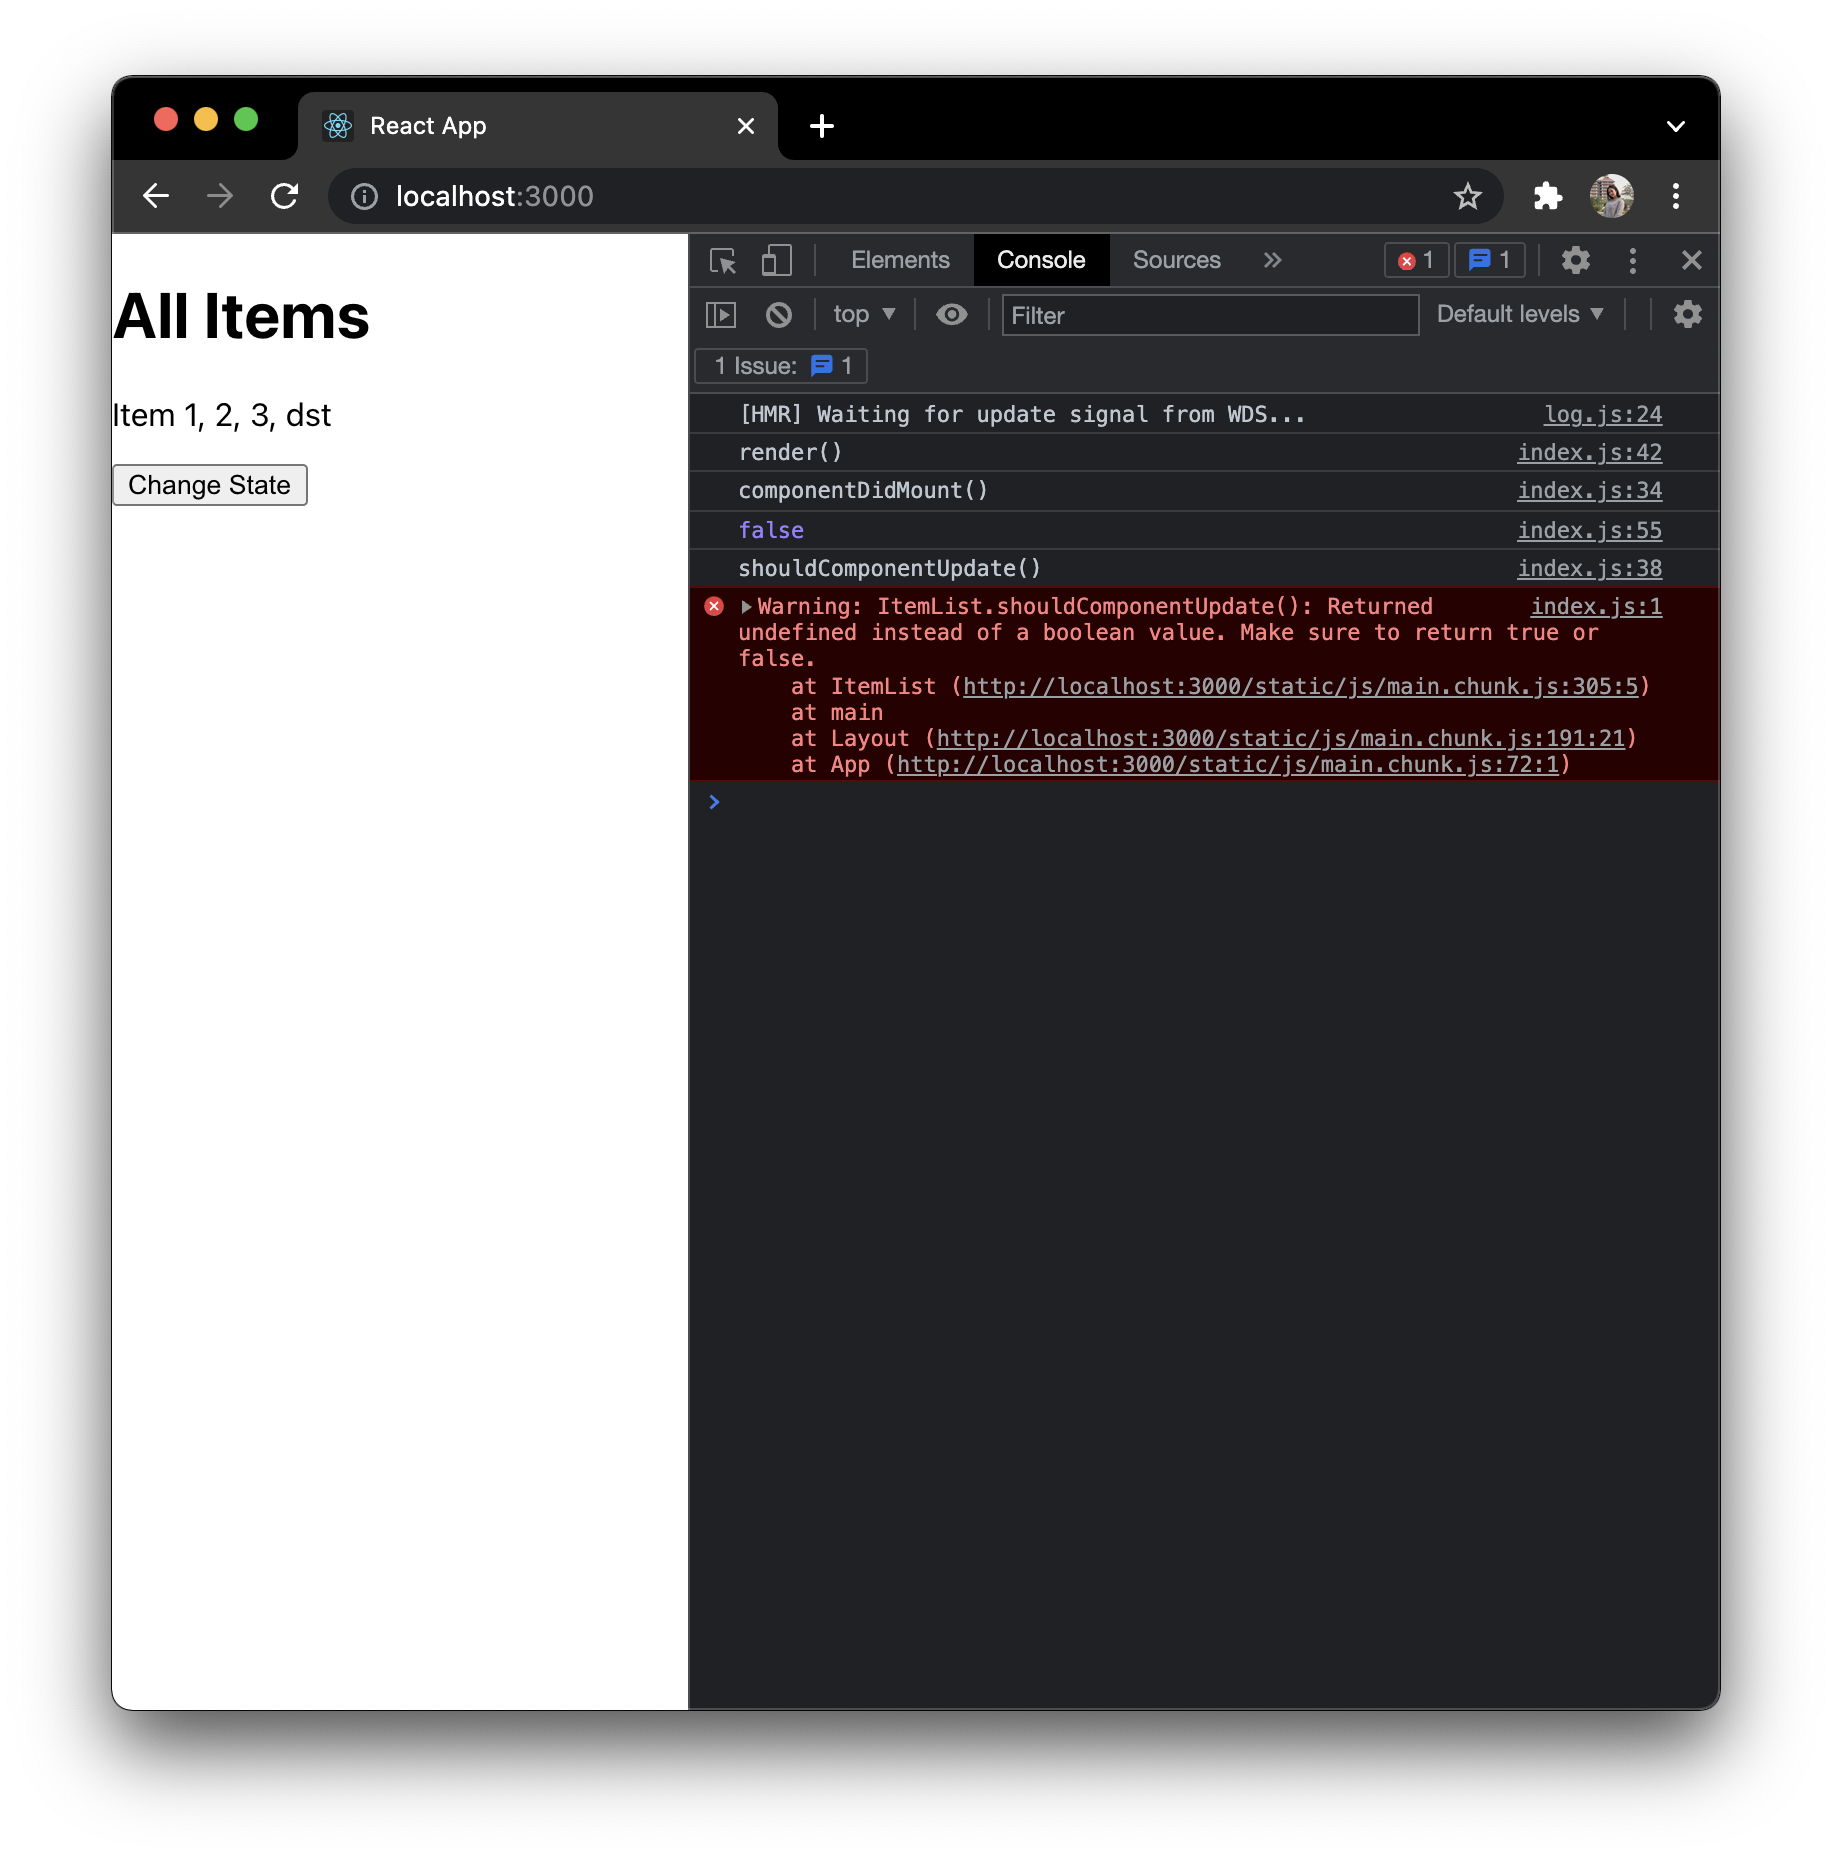 React App
localhost:3000
All Items
Item 1, 2, 3, dst
Change State
Elements Console Sources 1 1
top Filter Default levels
1 Issue: 1
[HMR] Waiting for update signal from WDS... log.js:24
render() index.js:42
componentDidMount() index.js:34
false index.js:55
shouldComponentUpdate() index.js:38
Warning: ItemList.shouldComponentUpdate(): Returned index.js:1
undefined instead of a boolean value. Make sure to return true or
false.
at ItemList (http://localhost:3000/static/js/main.chunk.js:305:5)
at main
at Layout (http://localhost:3000/static/js/main.chunk.js:191:21)
at App (http://localhost:3000/static/js/main.chunk.js:72:1)